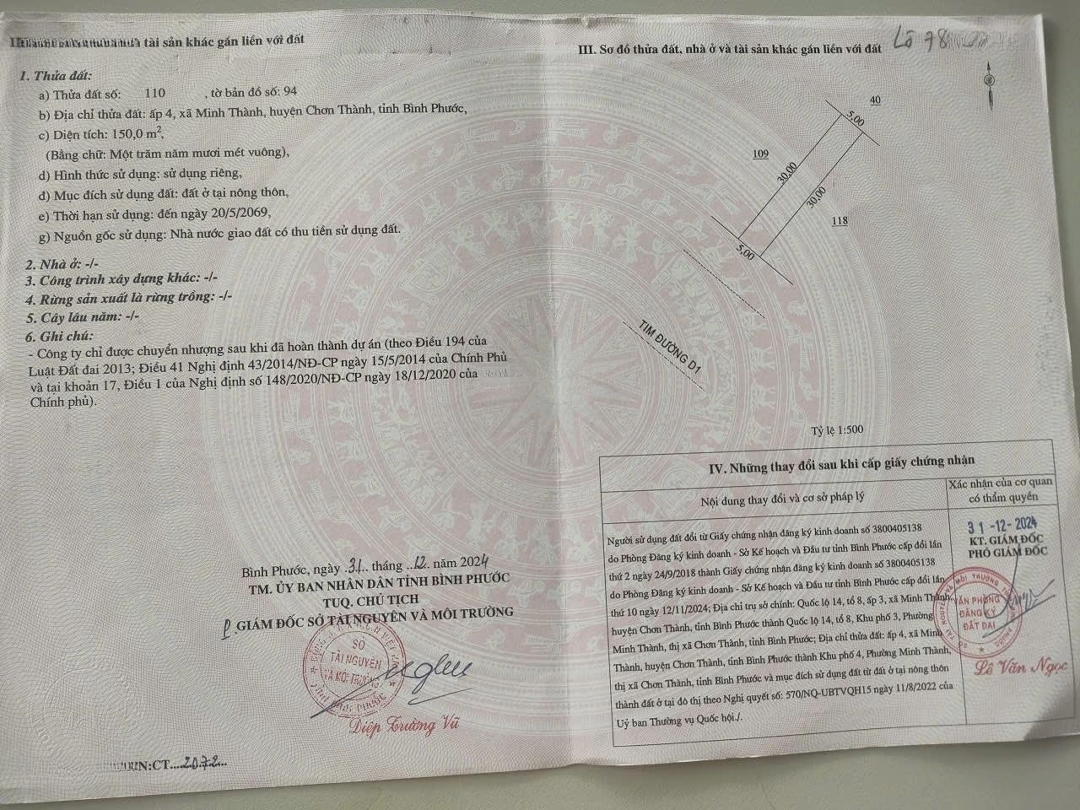 tài sản khác gắn liền với đất
1. Thửa đất:
a) Thửa đất số: 110 , tờ bản đồ số: 94
b) Địa chỉ thửa đất: ấp 4, xã Minh Thành, huyện Chơn Thành, tỉnh Bình Phước,
c) Diện tích: 150,0 m²,
(Bằng chữ: Một trăm năm mươi mét vuông),
d) Hình thức sử dụng: sử dụng riêng,
đ) Mục đích sử dụng đất: đất ở tại nông thôn,
e) Thời hạn sử dụng: đến ngày 20/5/2069,
g) Nguồn gốc sử dụng: Nhà nước giao đất có thu tiền sử dụng đất.
2. Nhà ở: -/-
3. Công trình xây dựng khác: -/-
4. Rừng sản xuất là rừng trồng: -/-
5. Cây lâu năm: -/-
6. Ghi chú:
- Công ty chỉ được chuyển nhượng sau khi đã hoàn thành dự án (theo Điều 194 của
Luật Đất đai 2013; Điều 41 Nghị định 43/2014/NĐ-CP ngày 15/5/2014 của Chính Phủ
và tại khoản 17, Điều 1 của Nghị định số 148/2020/NĐ-CP ngày 18/12/2020 của
Chính phủ).
Bình Phước, ngày 31 tháng 12 năm 2024
TM. ỦY BAN NHÂN DÂN TỈNH BÌNH PHƯỚC
TUQ. CHỦ TỊCH
GIÁM ĐỐC SỞ TÀI NGUYÊN VÀ MÔI TRƯỜNG
SỞ
TÀI NGUYÊN
VÀ MÔI TRƯỜNG
TỈNH BÌNH PHƯỚC
Diệp Trường Vũ
CT...2072...
III. Sơ đồ thửa đất, nhà ở và tài sản khác gắn liền với đất
Lô 78
40
5,00
109
30,00
30,00
118
5,00
TIM ĐƯỜNG D1
Tỷ lệ 1:500
IV. Những thay đổi sau khi cấp giấy chứng nhận
Nội dung thay đổi và cơ sở pháp lý
Xác nhận của cơ quan
có thẩm quyền
Người sử dụng đất đổi từ Giấy chứng nhận đăng ký kinh doanh số 3800405138
do Phòng Đăng ký kinh doanh - Sở Kế hoạch và Đầu tư tỉnh Bình Phước cấp đổi lần
thứ 2 ngày 24/9/2018 thành Giấy chứng nhận đăng ký kinh doanh số 3800405138
do Phòng Đăng ký kinh doanh - Sở Kế hoạch và Đầu tư tỉnh Bình Phước cấp đổi lần
thứ 10 ngày 12/11/2024; Địa chỉ trụ sở chính: Quốc lộ 14, tổ 8, ấp 3, xã Minh Thành,
huyện Chơn Thành, tỉnh Bình Phước thành Quốc lộ 14, tổ 8, Khu phố 3, Phường
Minh Thành, thị xã Chơn Thành, tỉnh Bình Phước; Địa chỉ thửa đất: ấp 4, xã Minh
Thành, huyện Chơn Thành, tỉnh Bình Phước thành Khu phố 4, Phường Minh Thành,
thị xã Chơn Thành, tỉnh Bình Phước và mục đích sử dụng đất từ đất ở tại nông thôn
thành đất ở tại đô thị theo Nghị quyết số: 570/NQ-UBTVQH15 ngày 11/8/2022 của
Uỷ ban Thường vụ Quốc hội./.
31-12-2024
KT. GIÁM ĐỐC
PHÓ GIÁM ĐỐC
VĂN PHÒNG
ĐĂNG KÝ
ĐẤT ĐAI
Lê Văn Ngọc